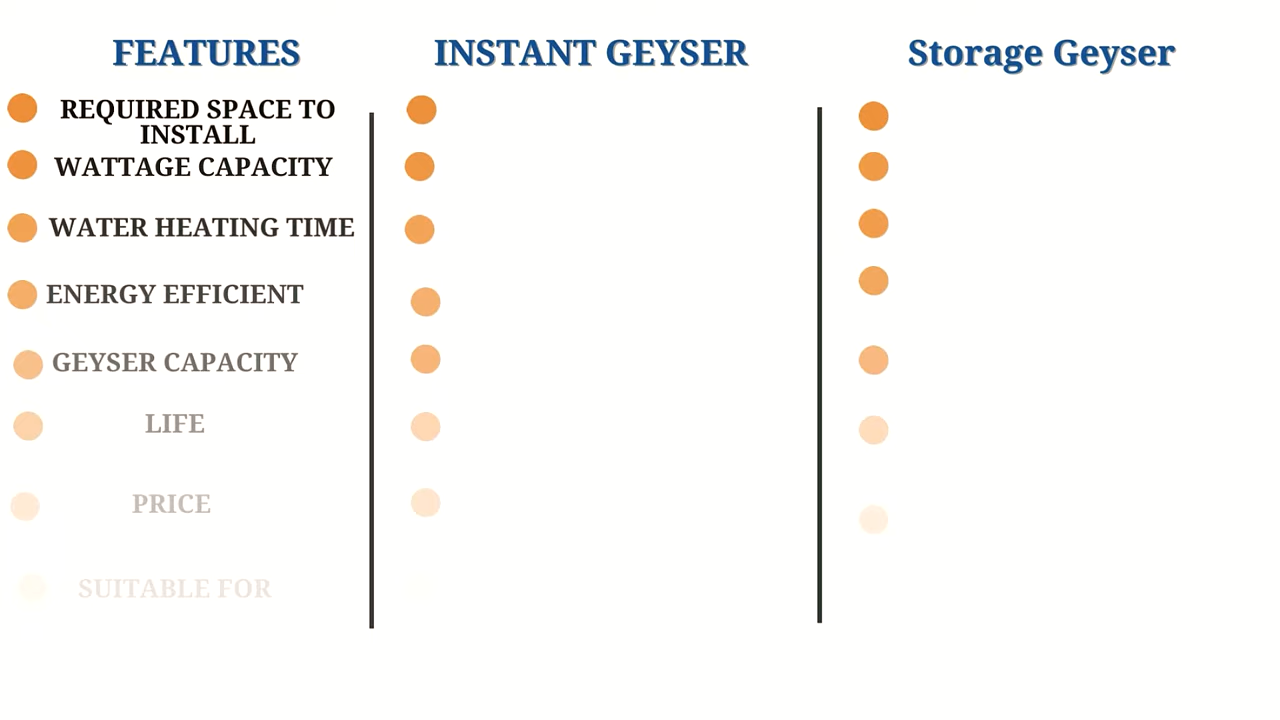 FEATURES
INSTANT GEYSER
Storage Geyser
REQUIRED SPACE TO
INSTALL
WATTAGE CAPACITY
WATER HEATING TIME
ENERGY EFFICIENT
GEYSER CAPACITY
LIFE
PRICE
SUITABLE FOR